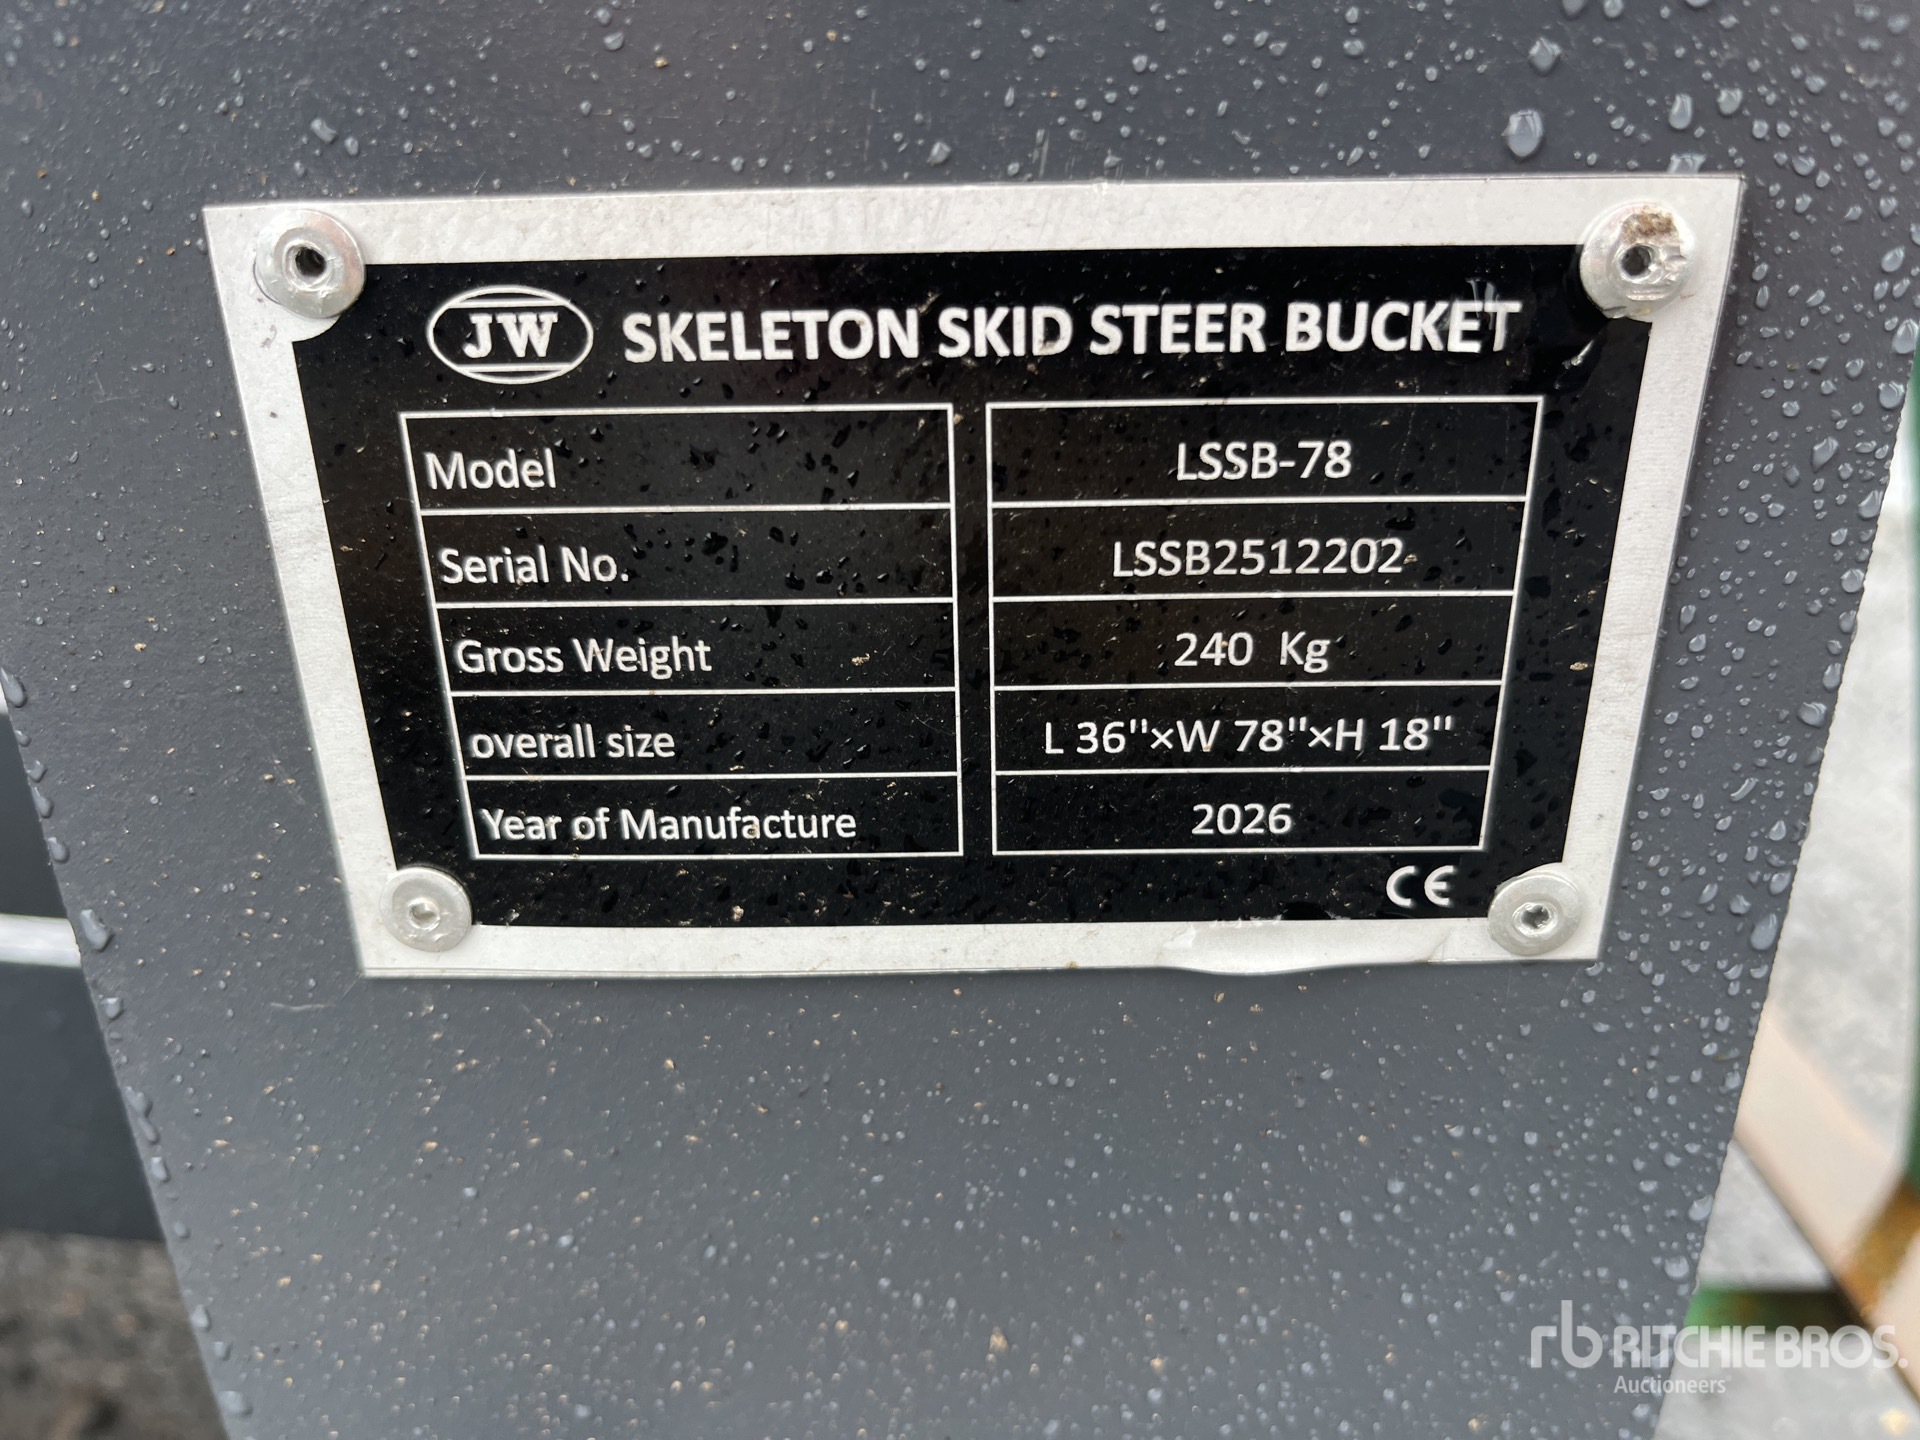 JW SKELETON SKID STEER BUCKET
Model LSSB-78
Serial No. LSSB2512202
Gross Weight 240 Kg
overall size L 36"×W 78"×H 18"
Year of Manufacture 2026
CE
rb RITCHIE BROS.
Auctioneers